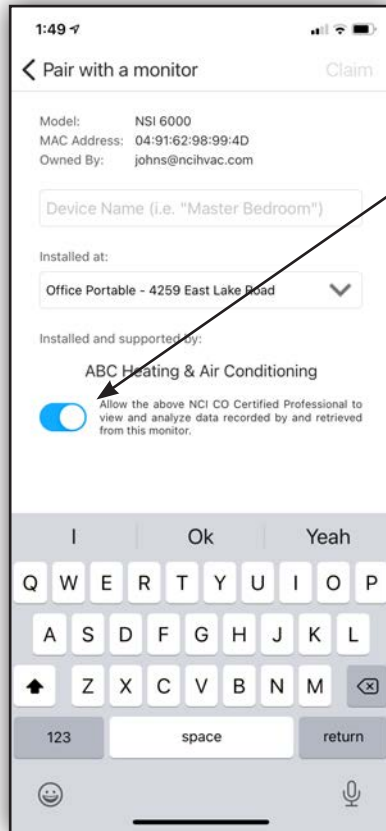 1:49
Pair with a monitor
Claim
Model: NSI 6000
MAC Address: 04:91:62:98:99:4D
Owned By: johns@ncihvac.com
Device Name (i.e. "Master Bedroom")
Installed at:
Office Portable - 4259 East Lake Road
Installed and supported by:
ABC Heating & Air Conditioning
Allow the above NCI CO Certified Professional to
view and analyze data recorded by and retrieved
from this monitor.
I Ok Yeah
Q W E R T Y U I O P
A S D F G H J K L
Z X C V B N M
123 space return